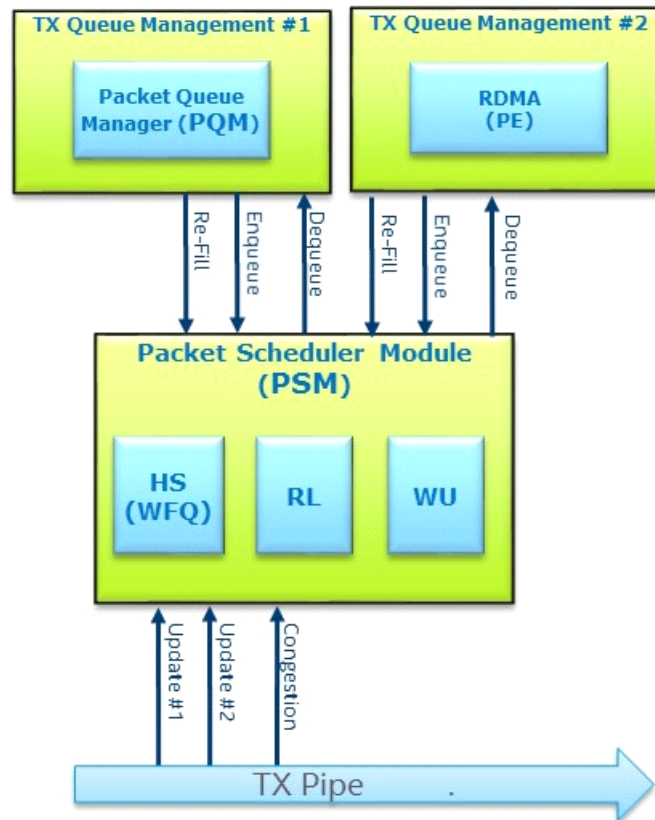 TX Queue Management #1
TX Queue Management #2
Packet Queue
Manager (PQM)
RDMA
(PE)
Re-Fill
Enqueue
Dequeue
Re-Fill
Enqueue
Dequeue
Packet Scheduler Module
(PSM)
HS
(WFQ)
RL
WU
Update #1
Update #2
Congestion
TX Pipe .